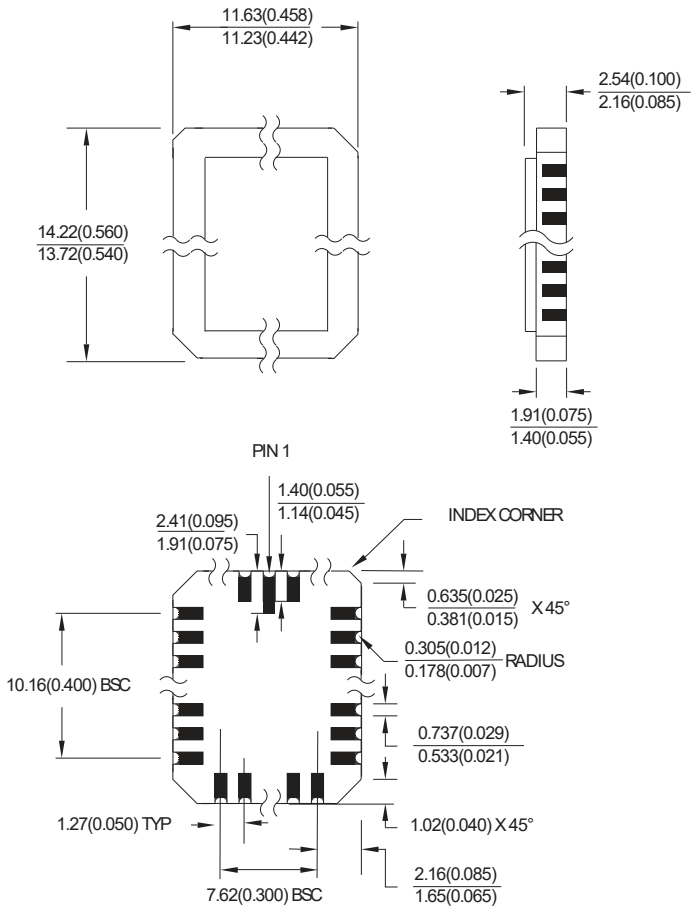 11.63(0.458)
11.23(0.442)
2.54(0.100)
2.16(0.085)
14.22(0.560)
13.72(0.540)
1.91(0.075)
1.40(0.055)
PIN 1
1.40(0.055)
1.14(0.045)
2.41(0.095)
1.91(0.075)
INDEX CORNER
0.635(0.025)
0.381(0.015)
X 45°
0.305(0.012)
0.178(0.007)
RADIUS
10.16(0.400) BSC
0.737(0.029)
0.533(0.021)
1.27(0.050) TYP
1.02(0.040) X 45°
7.62(0.300) BSC
2.16(0.085)
1.65(0.065)